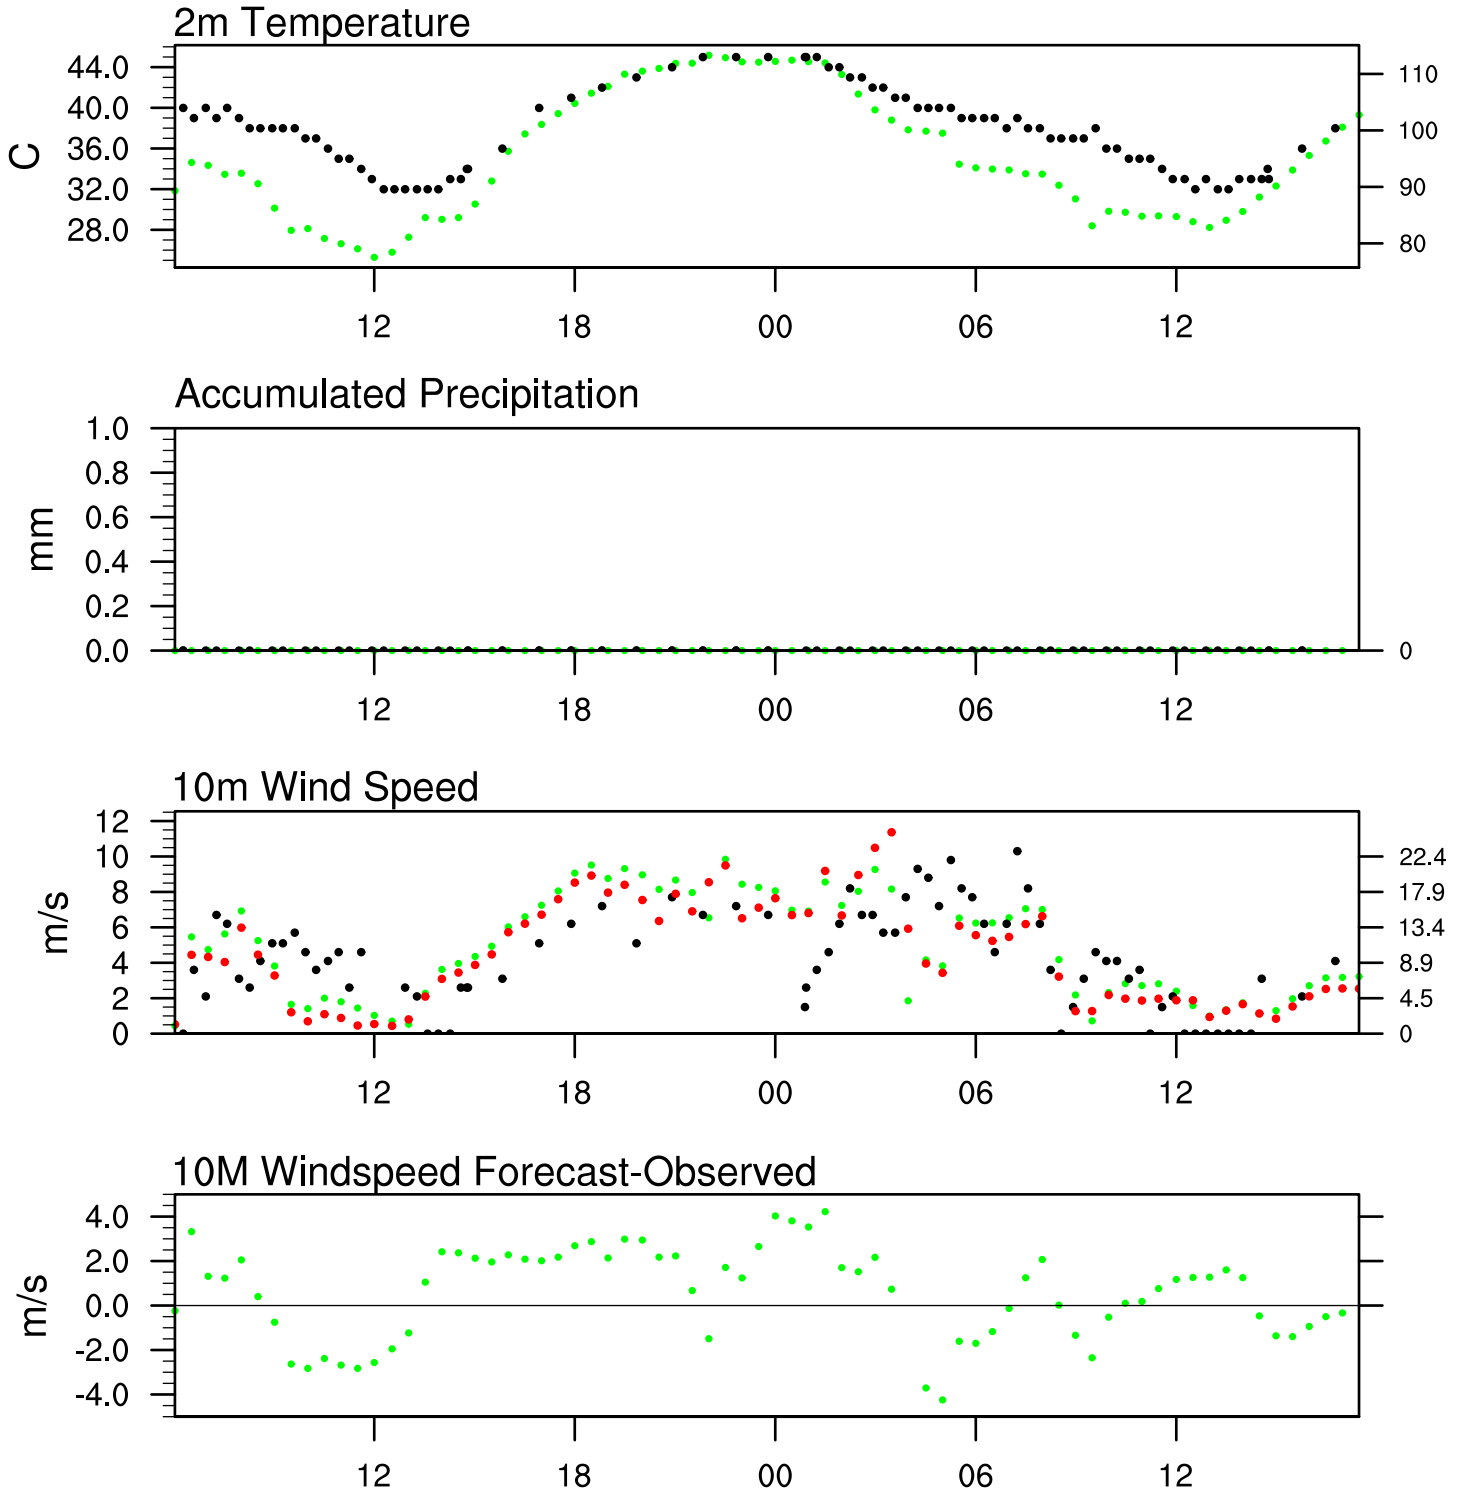 2m Temperature
44.0
40.0
36.0
32.0
28.0
C
110
100
90
80
12 18 00 06 12
Accumulated Precipitation
1.0
0.8
0.6
0.4
0.2
0.0
mm
0
12 18 00 06 12
10m Wind Speed
12
10
8
6
4
2
0
m/s
22.4
17.9
13.4
8.9
4.5
0
12 18 00 06 12
10M Windspeed Forecast-Observed
4.0
2.0
0.0
-2.0
-4.0
m/s
12 18 00 06 12